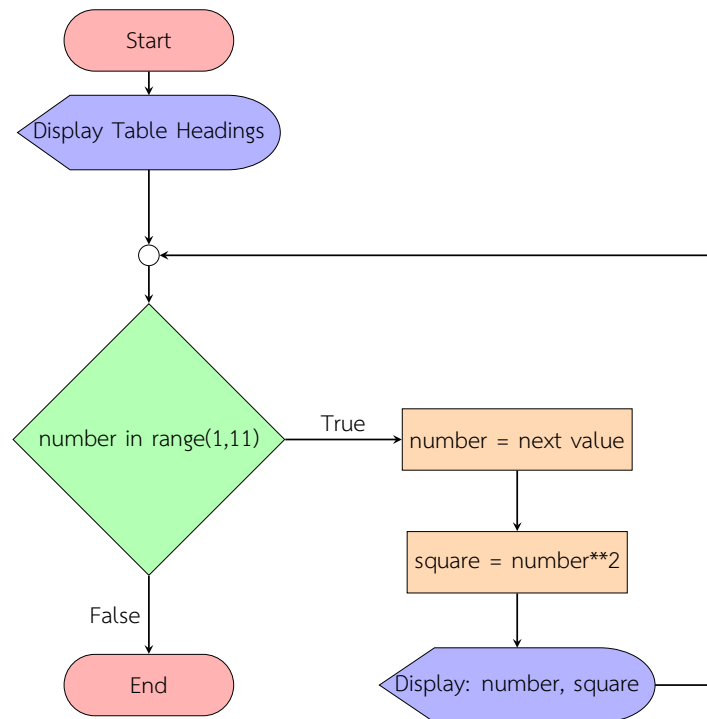 Start
Display Table Headings
number in range(1,11)
True
number = next value
square = number**2
False
Display: number, square
End